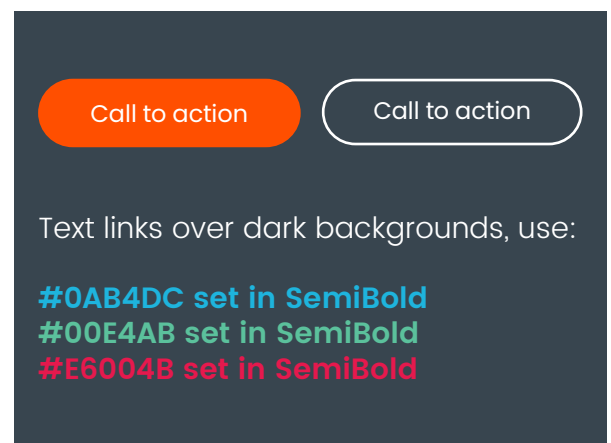 Call to action
Call to action
Text links over dark backgrounds, use:
#0AB4DC set in SemiBold
#00E4AB set in SemiBold
#E6004B set in SemiBold